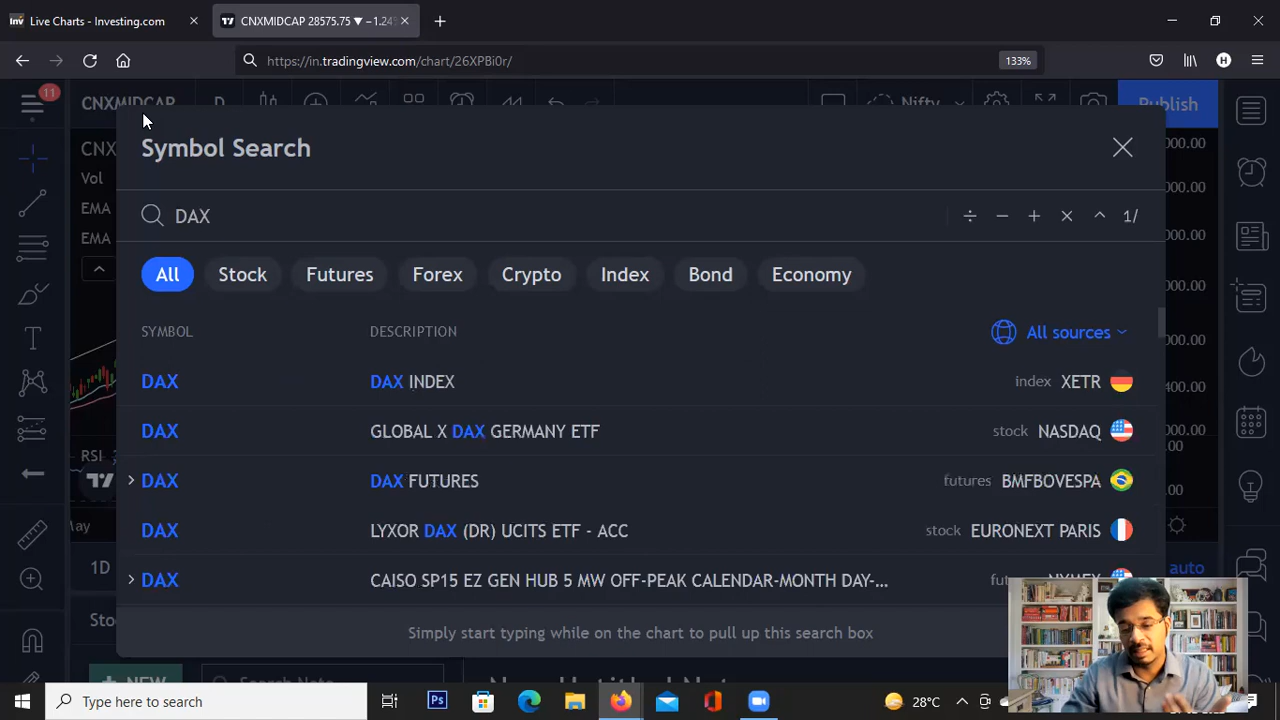 Live Charts - Investing.com
CNXMIDCAP 28575.75 ▼ −1.24%
https://in.tradingview.com/chart/26XPBi0r/
133%
H
11
CNXMIDCAP
D
Nifty
Publish
Symbol Search
CNX
Vol
EMA
EMA
DAX
1/
All
Stock
Futures
Forex
Crypto
Index
Bond
Economy
SYMBOL
DESCRIPTION
All sources
DAX
DAX INDEX
index XETR
DAX
GLOBAL X DAX GERMANY ETF
stock NASDAQ
DAX
DAX FUTURES
futures BMFBOVESPA
DAX
LYXOR DAX (DR) UCITS ETF - ACC
stock EURONEXT PARIS
DAX
CAISO SP15 EZ GEN HUB 5 MW OFF-PEAK CALENDAR-MONTH DAY-...
RSI
May
1D
auto
Simply start typing while on the chart to pull up this search box
Type here to search
28°C